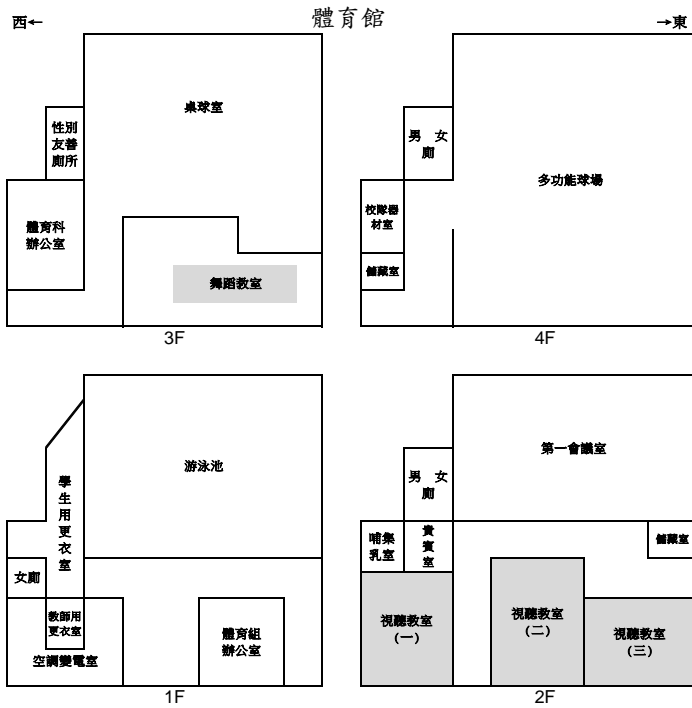 體育館
西←
→東
桌球室
性別
友善
廁所
體育科
辦公室
舞蹈教室
3F
男 女
廁
多功能球場
校隊器
材室
儲藏室
4F
游泳池
學
生
用
更
衣
室
女廁
教師用
更衣室
空調變電室
體育組
辦公室
1F
第一會議室
男 女
廁
哺集
乳室
貴
賓
室
儲藏室
視聽教室
(一)
視聽教室
(二)
視聽教室
(三)
2F